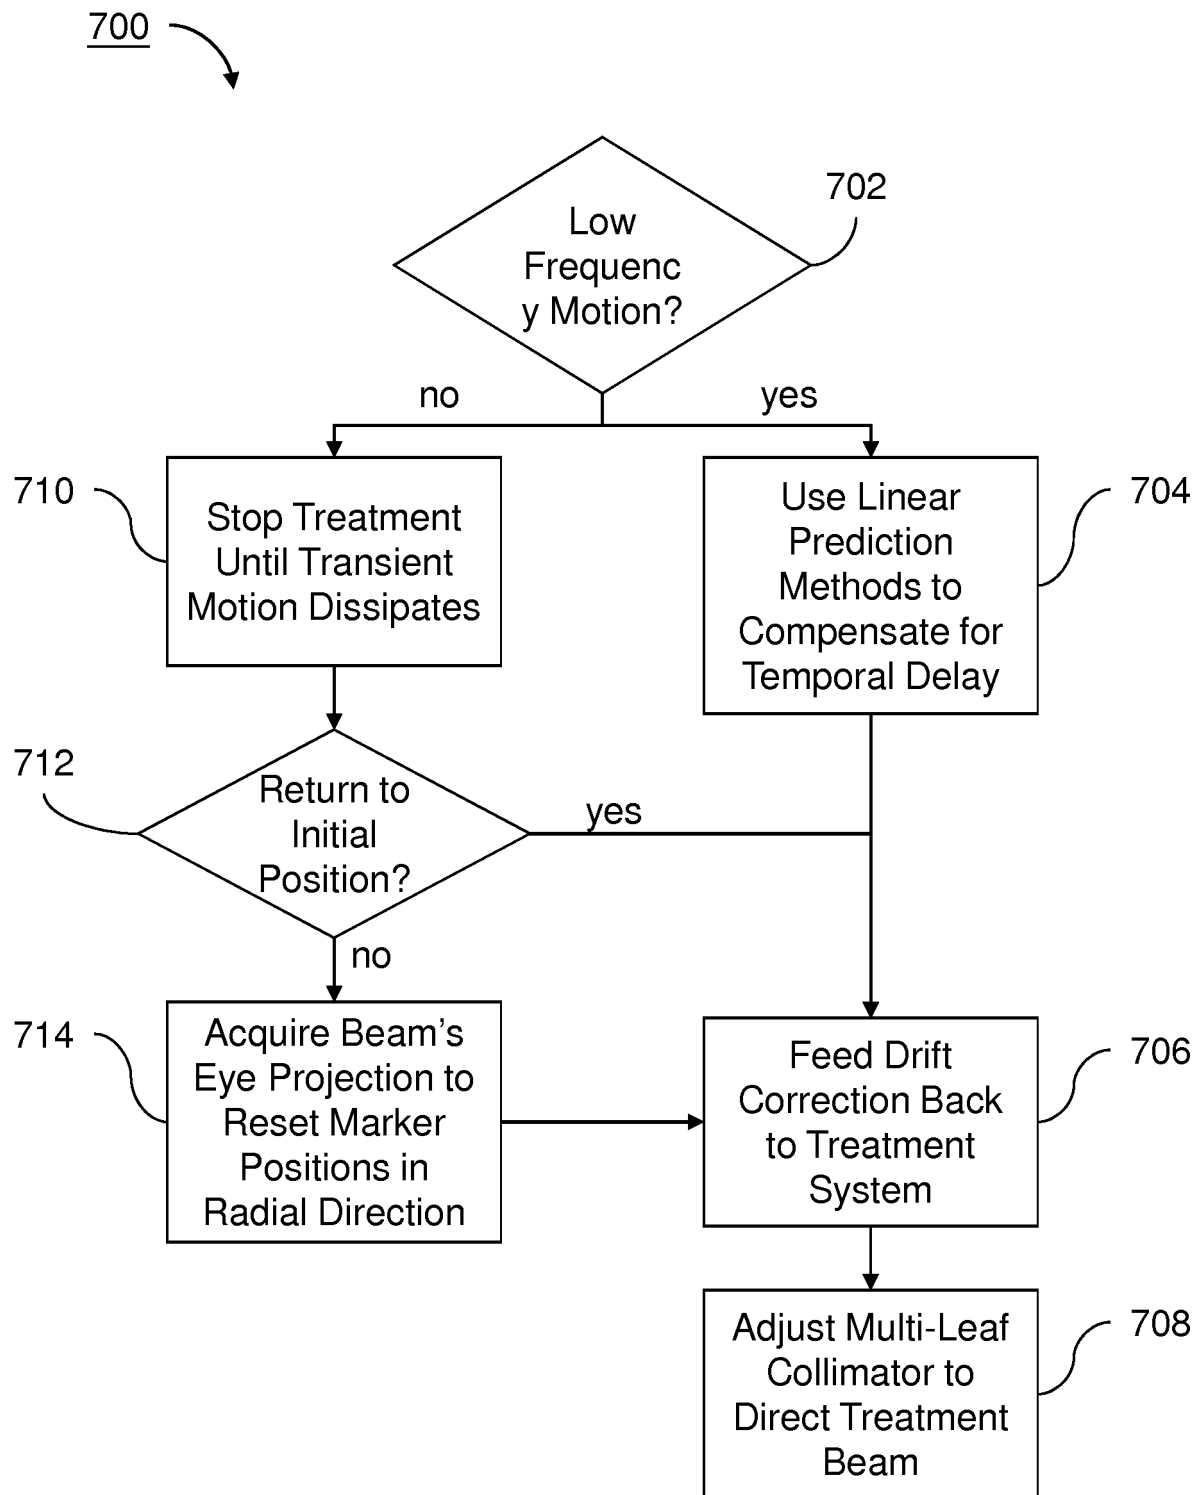 700
702
Low
Frequenc
y Motion?
no
yes
710
Stop Treatment
Until Transient
Motion Dissipates
704
Use Linear
Prediction
Methods to
Compensate for
Temporal Delay
712
Return to
Initial
Position?
yes
no
714
Acquire Beam's
Eye Projection to
Reset Marker
Positions in
Radial Direction
706
Feed Drift
Correction Back
to Treatment
System
708
Adjust Multi-Leaf
Collimator to
Direct Treatment
Beam